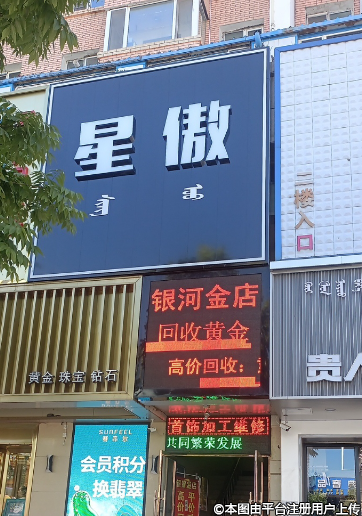 星傲
二楼入口
银河金店
回收黄金
高价回收：
黄金 珠宝 钻石
贵人
首饰加工维修
共同繁荣发展
SUNFEEL
会员积分
换翡翠
©本图由平台注册用户上传